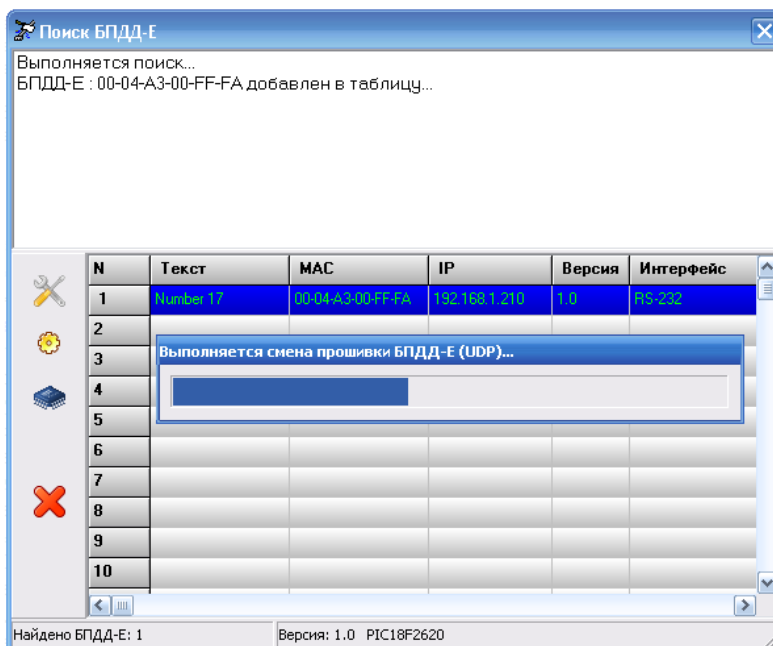 Поиск БПДД-Е
Выполняется поиск...
БПДД-Е : 00-04-A3-00-FF-FA добавлен в таблицу...
N Текст MAC IP Версия Интерфейс
1 Number 17 00-04-A3-00-FF-FA 192.168.1.210 1.0 RS-232
2
Выполняется смена прошивки БПДД-Е (UDP)...
3
4
5
6
7
8
9
10
Найдено БПДД-Е: 1 Версия: 1.0 PIC18F2620